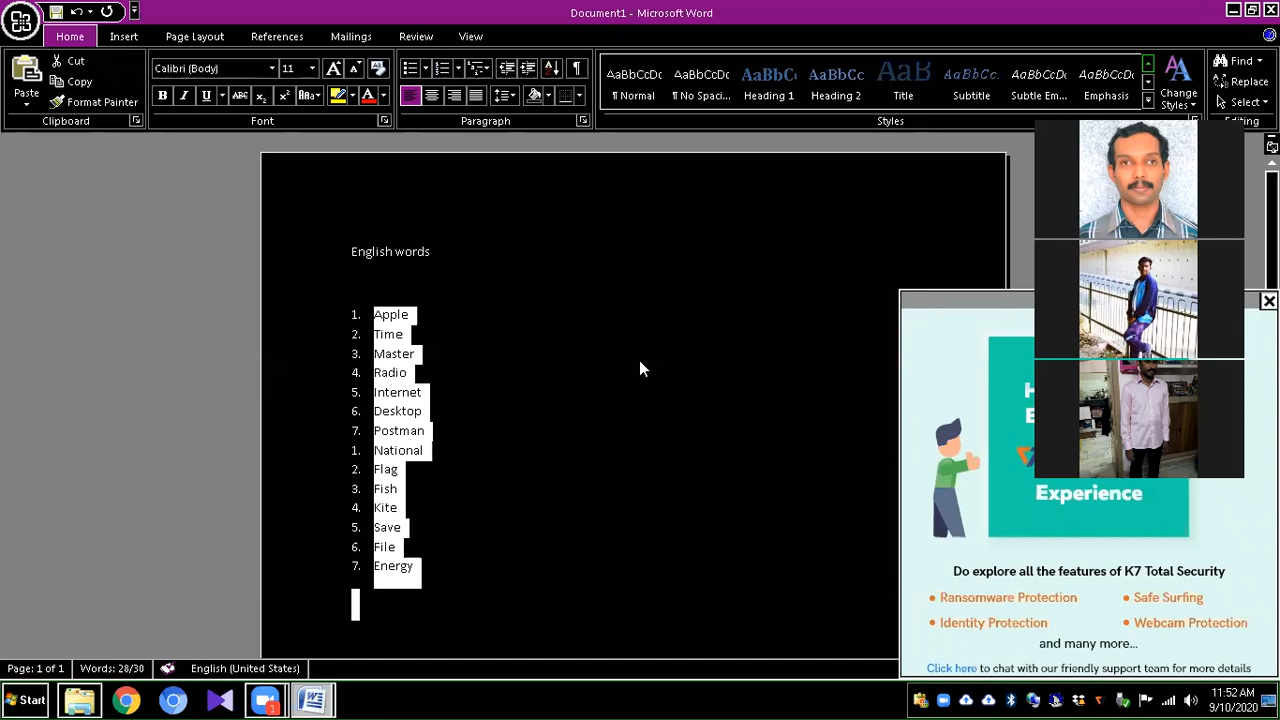 Document1 - Microsoft Word
Home Insert Page Layout References Mailings Review View
Paste
Cut
Copy
Format Painter
Clipboard
Calibri (Body) 11
Font
Paragraph
AaBbCcDc AaBbCcDc AaBbCc AaBbCc AaB AaBbCc. AaBbCcDc AaBbCcDc
¶ Normal ¶ No Spaci... Heading 1 Heading 2 Title Subtitle Subtle Em... Emphasis
Change Styles
Styles
Find
Replace
Select
Editing
English words
1. Apple
2. Time
3. Master
4. Radio
5. Internet
6. Desktop
7. Postman
1. National
2. Flag
3. Fish
4. Kite
5. Save
6. File
7. Energy
Experience
Do explore all the features of K7 Total Security
• Ransomware Protection • Safe Surfing
• Identity Protection • Webcam Protection
and many more...
Click here to chat with our friendly support team for more details
Page: 1 of 1 Words: 28/30 English (United States)
Start
1
11:52 AM
9/10/2020